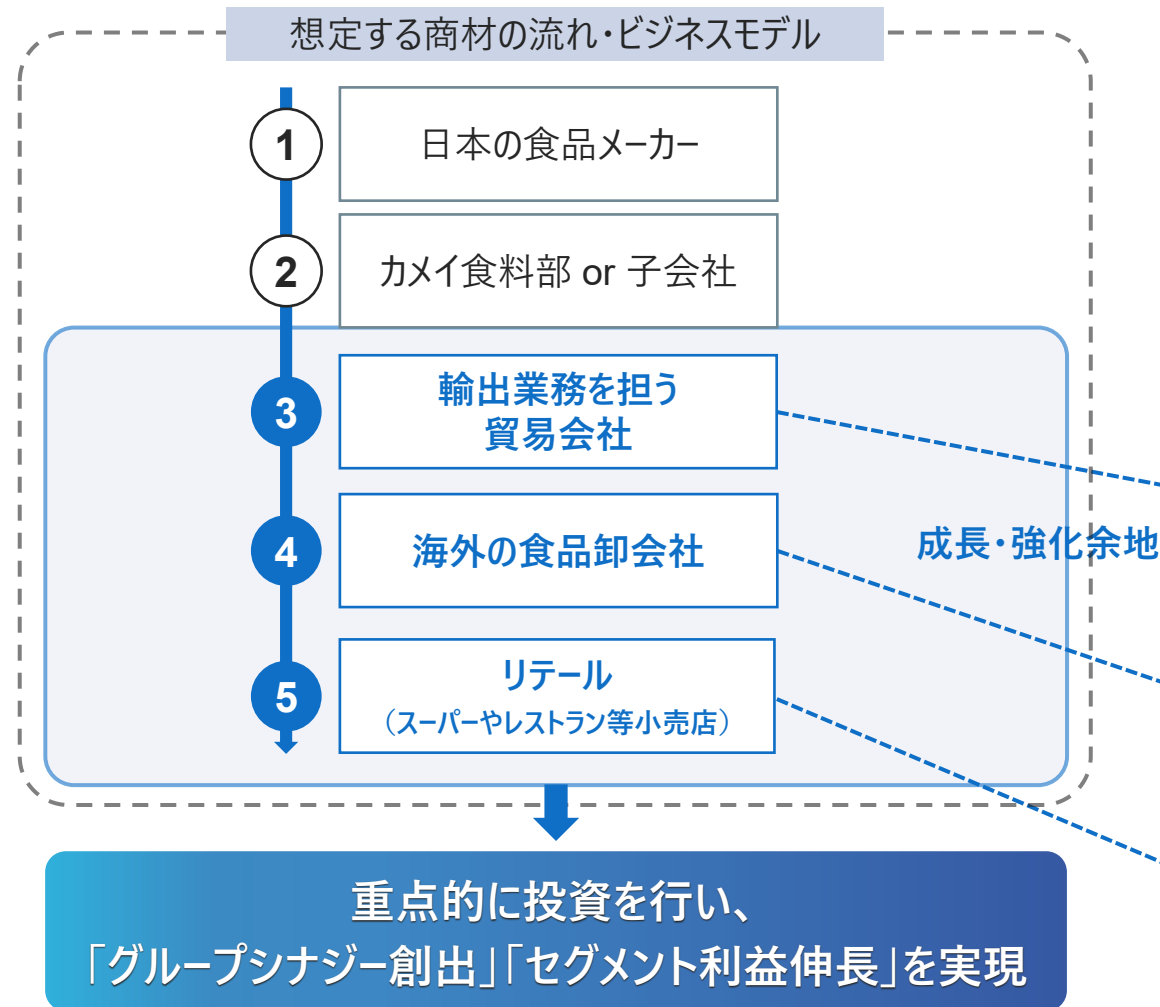 想定する商材の流れ・ビジネスモデル
1
日本の食品メーカー
2
カメイ食料部 or 子会社
3
輸出業務を担う
貿易会社
4
海外の食品卸会社
成長・強化余地
5
リテール
（スーパーやレストラン等小売店）
重点的に投資を行い、
「グループシナジー創出」「セグメント利益伸長」を実現